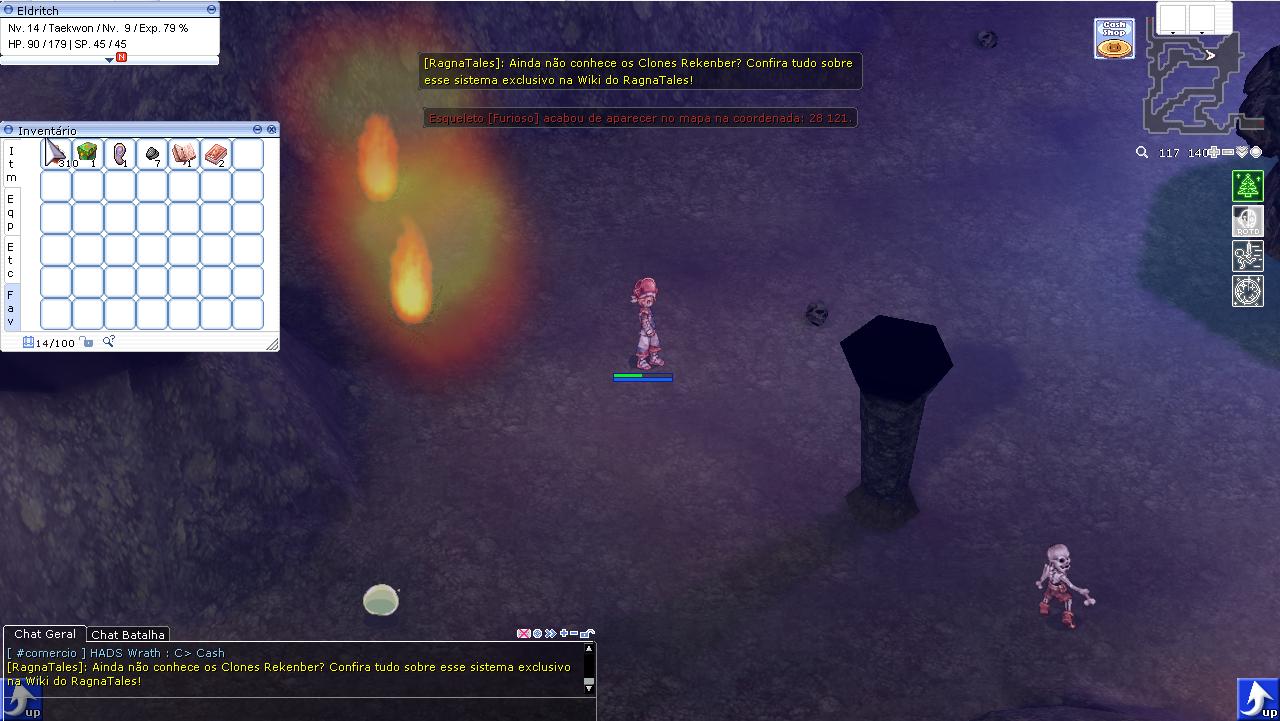 Eldritch
Nv. 14 / Taekwon / Nv. 9 / Exp. 79 %
HP. 90 / 179 | SP. 45 / 45
N
[RagnaTales]: Ainda não conhece os Clones Rekenber? Confira tudo sobre
esse sistema exclusivo na Wiki do RagnaTales!
Esqueleto [Furioso] acabou de aparecer no mapa na coordenada: 28 121.
Cash
Shop
117 140
Inventário
310 1 1 7 1 2
Itm
Eqp
Etc
Fav
14/100
Chat Geral
Chat Batalha
[ #comercio ] HADS Wrath : C> Cash
[RagnaTales]: Ainda não conhece os Clones Rekenber? Confira tudo sobre esse sistema exclusivo
na Wiki do RagnaTales!
up
up